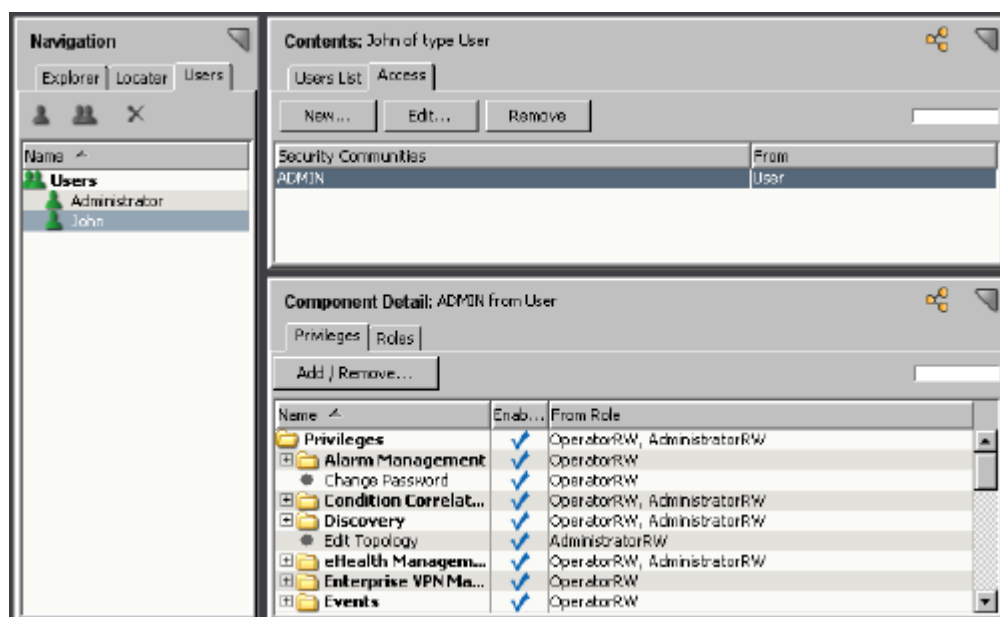 Navigation
Explorer Locater Users
Name
Users
Administrator
John
Contents: John of type User
Users List Access
New... Edit... Remove
Security Communities From
ADMIN User
Component Detail: ADMIN from User
Privileges Roles
Add / Remove...
Name Enab... From Role
Privileges OperatorRW, AdministratorRW
Alarm Management OperatorRW
Change Password OperatorRW
Condition Correlat... OperatorRW, AdministratorRW
Discovery OperatorRW, AdministratorRW
Edit Topology AdministratorRW
eHealth Managem... OperatorRW, AdministratorRW
Enterprise VPN Ma... OperatorRW
Events OperatorRW